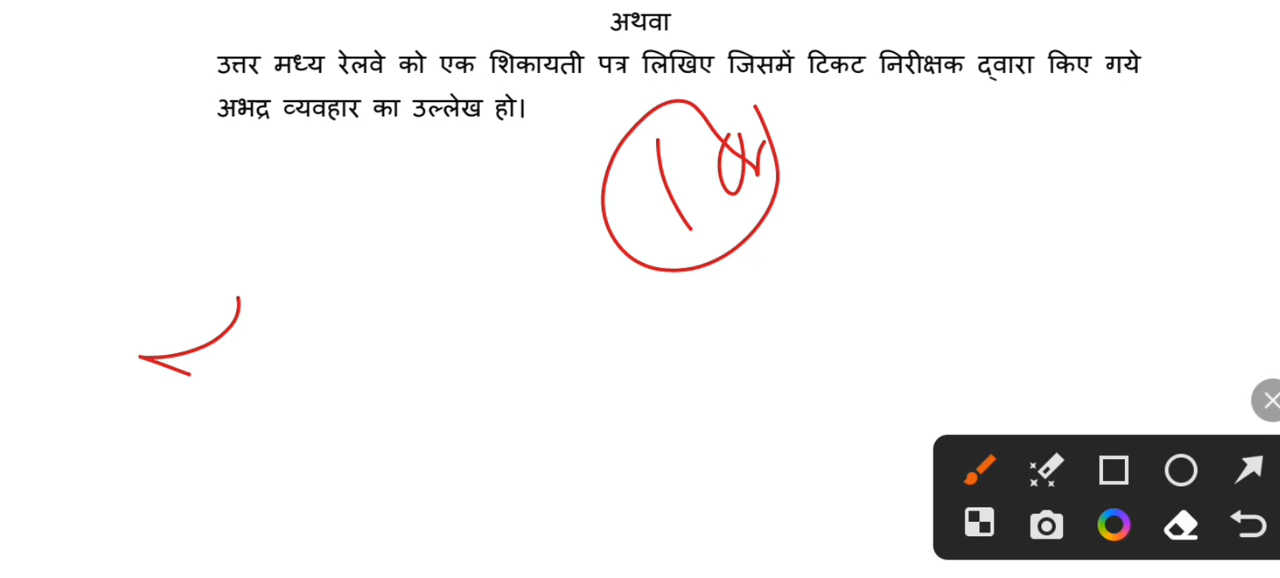 अथवा
उत्तर मध्य रेलवे को एक शिकायती पत्र लिखिए जिसमें टिकट निरीक्षक द्वारा किए गये
अभद्र व्यवहार का उल्लेख हो।